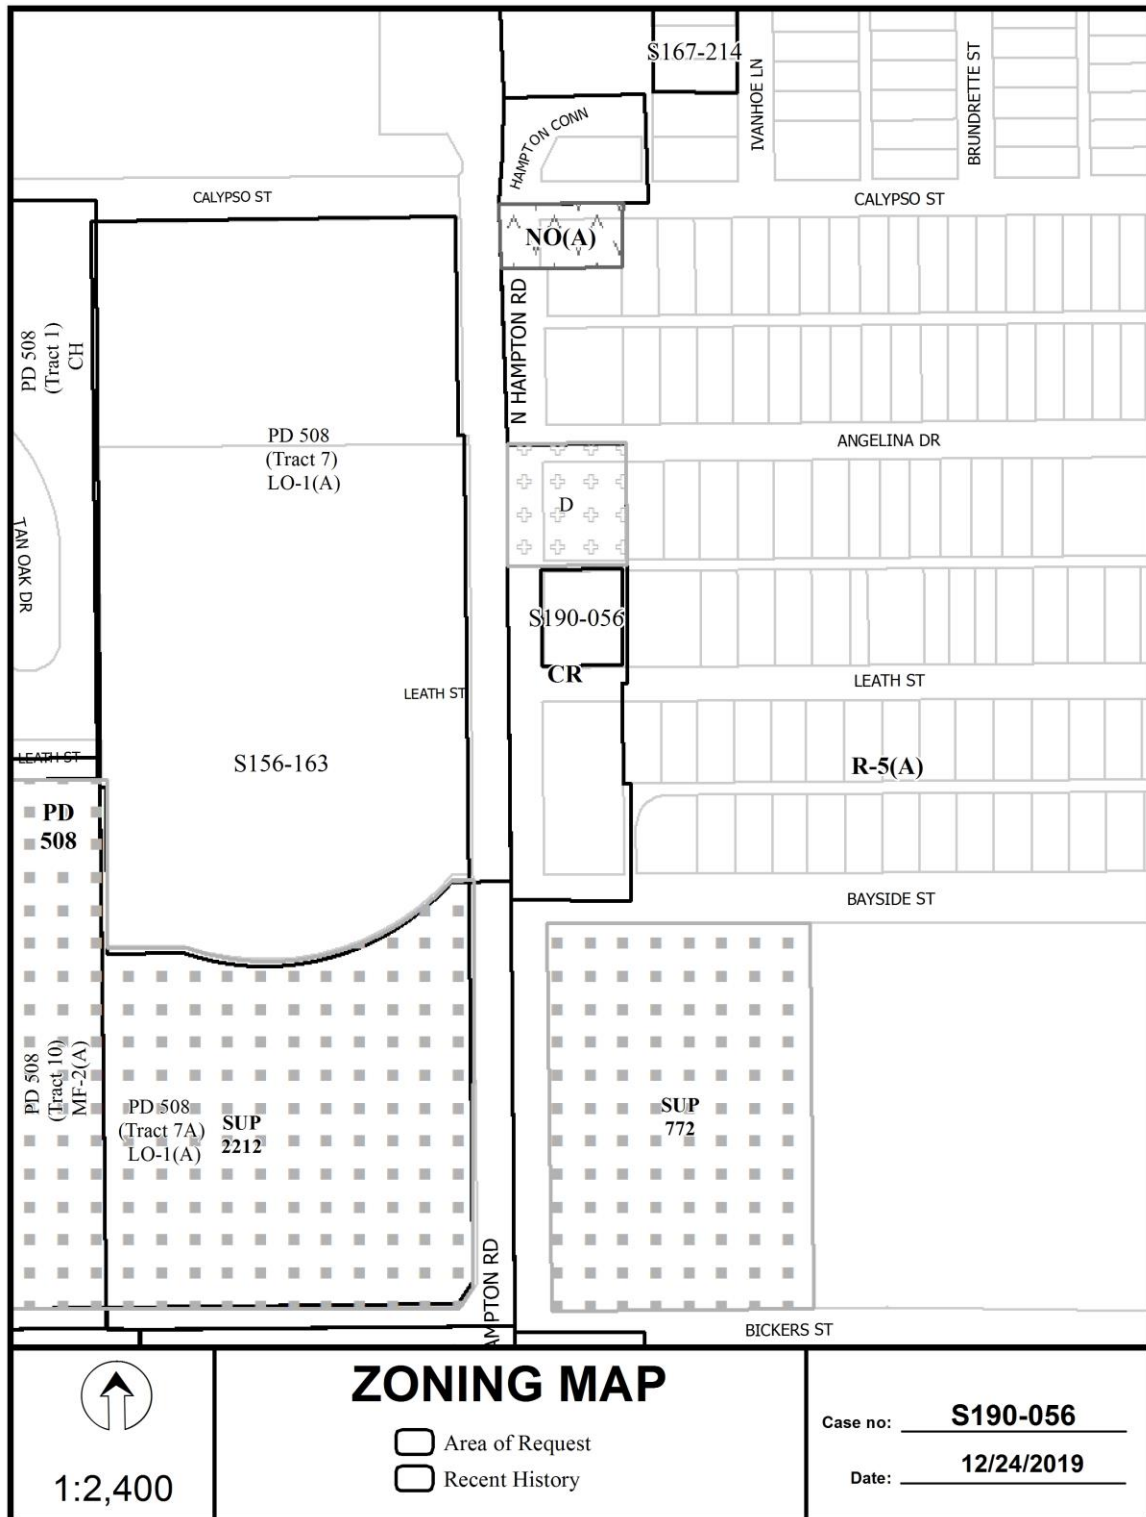 S167-214
IVANHOE LN
BRUNDRETTE ST
HAMPTON CONN
CALYPSO ST
CALYPSO ST
NO(A)
N HAMPTON RD
PD 508
(Tract 1)
CH
PD 508
(Tract 7)
LO-1(A)
ANGELINA DR
D
TAN OAK DR
S190-056
CR
LEATH ST
LEATH ST
LEATH ST
S156-163
R-5(A)
PD
508
BAYSIDE ST
PD 508
(Tract 10)
MF-2(A)
PD 508
(Tract 7A)
LO-1(A)
SUP
2212
SUP
772
AMPTON RD
BICKERS ST
1:2,400
ZONING MAP
Area of Request
Recent History
Case no: S190-056
Date: 12/24/2019